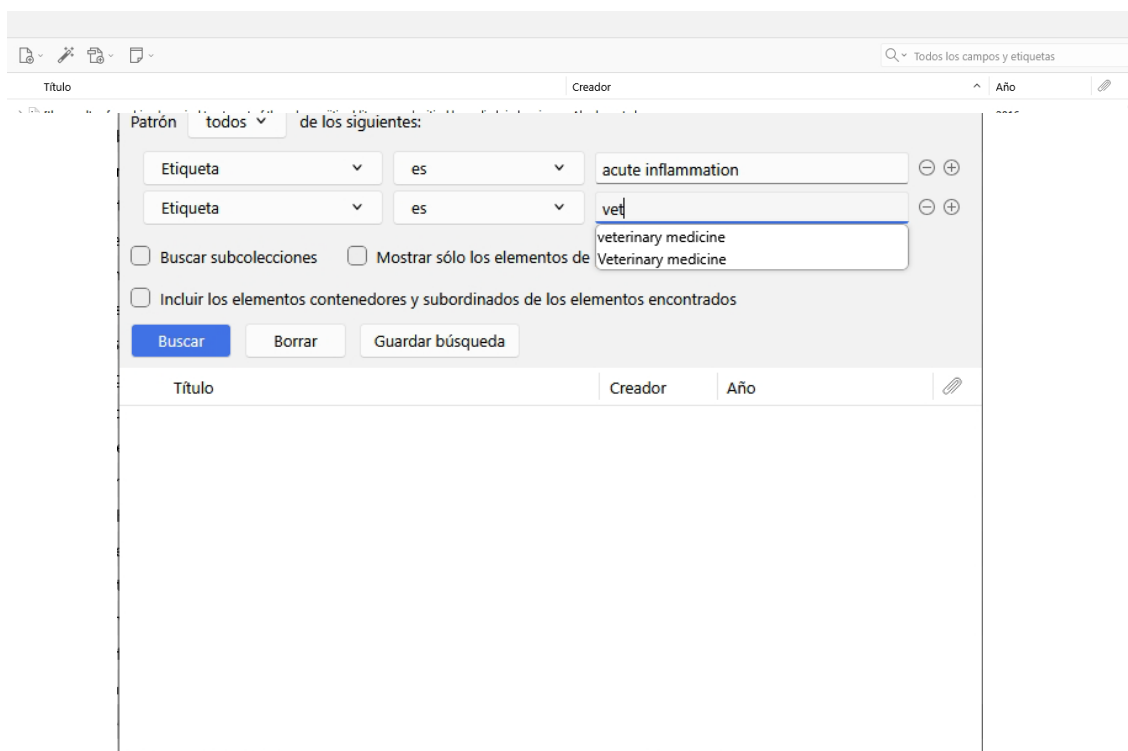 Todos los campos y etiquetas
Título Creador Año
Patrón todos de los siguientes:
Etiqueta es acute inflammation
Etiqueta es vet
veterinary medicine
Buscar subcolecciones Mostrar sólo los elementos de Veterinary medicine
Incluir los elementos contenedores y subordinados de los elementos encontrados
Buscar Borrar Guardar búsqueda
Título Creador Año